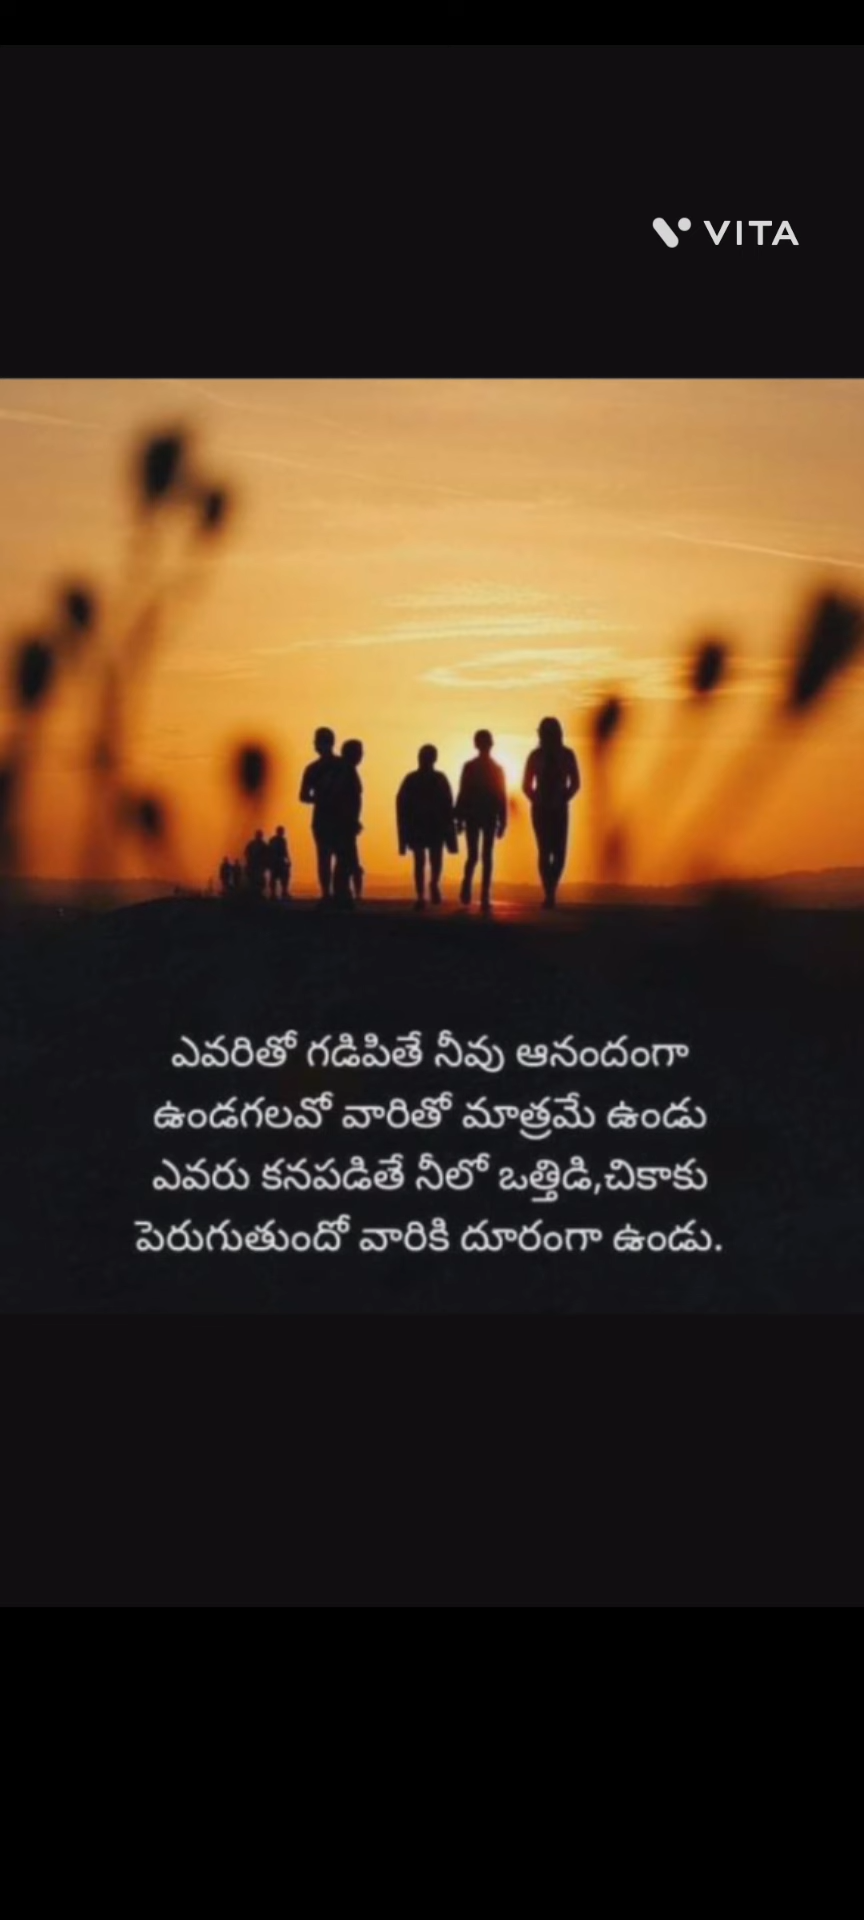 VITA
ఎవరితో గడిపితే నీవు ఆనందంగా
ఉండగలవో వారితో మాత్రమే ఉండు
ఎవరు కనపడితే నీలో ఒత్తిడి,చికాకు
పెరుగుతుందో వారికి దూరంగా ఉండు.